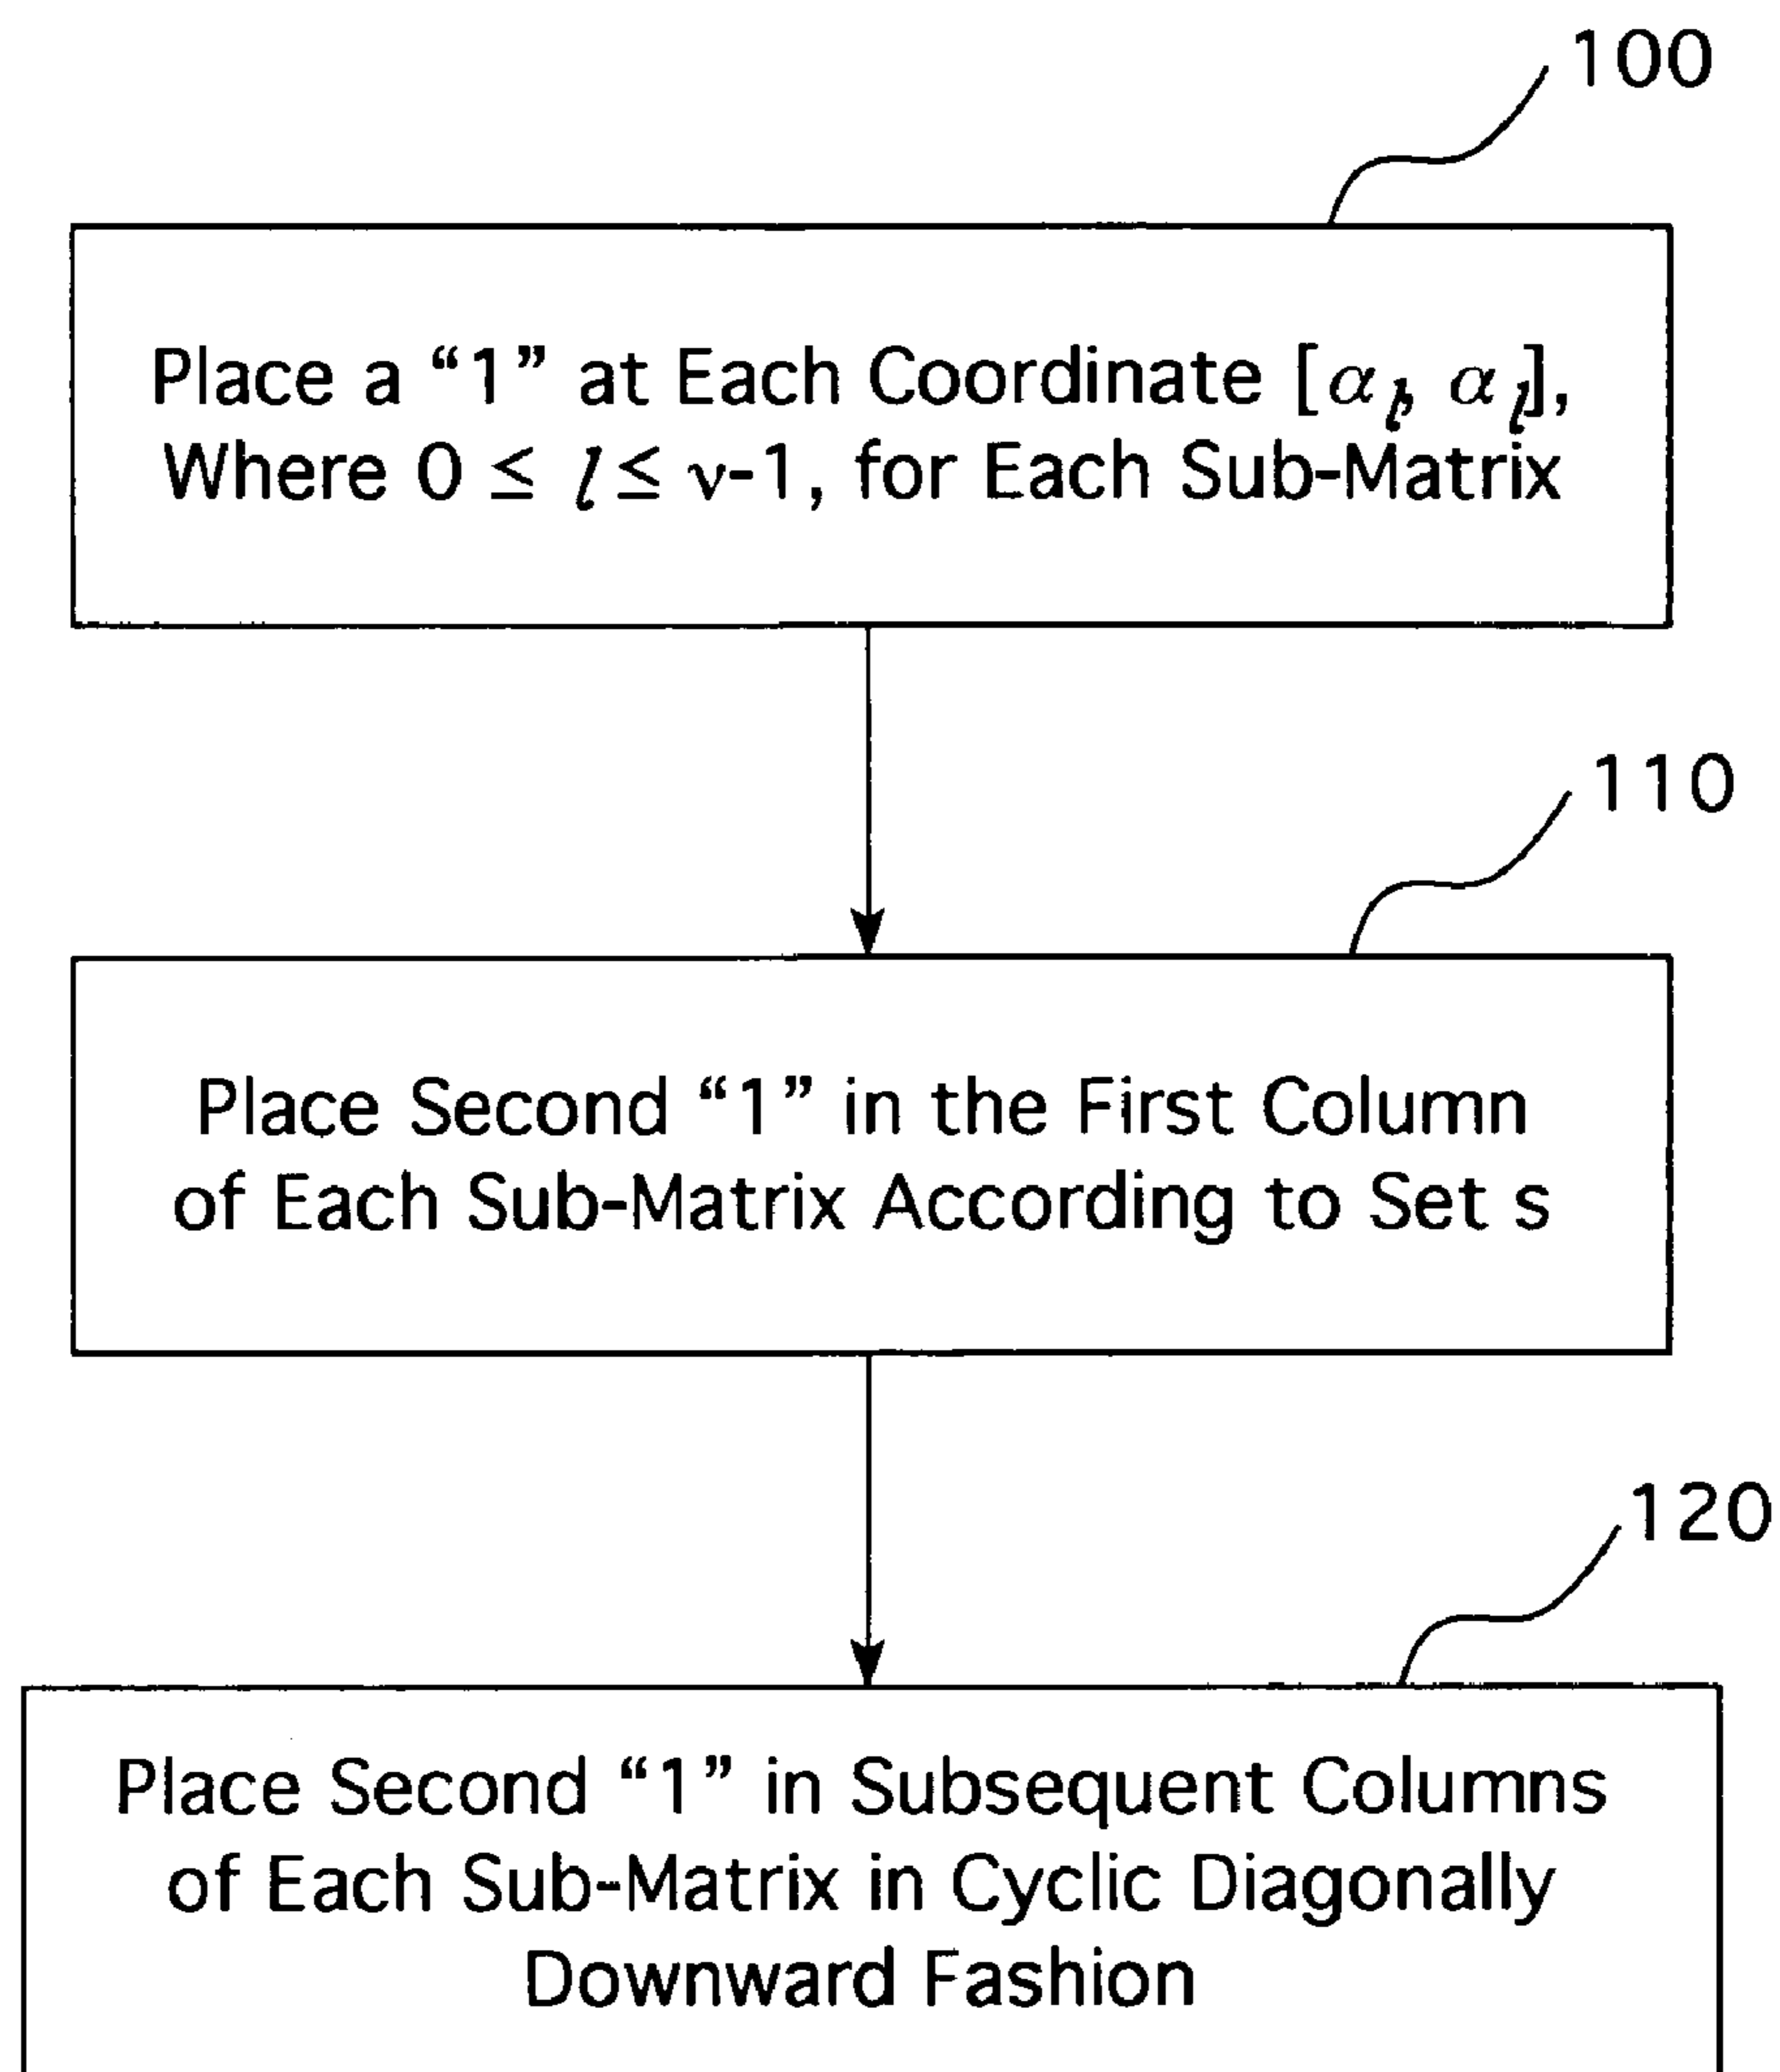 100
Place a “1” at Each Coordinate [α_l, α_l],
Where 0 ≤ l ≤ ν-1, for Each Sub-Matrix
110
Place Second “1” in the First Column
of Each Sub-Matrix According to Set s
120
Place Second “1” in Subsequent Columns
of Each Sub-Matrix in Cyclic Diagonally
Downward Fashion